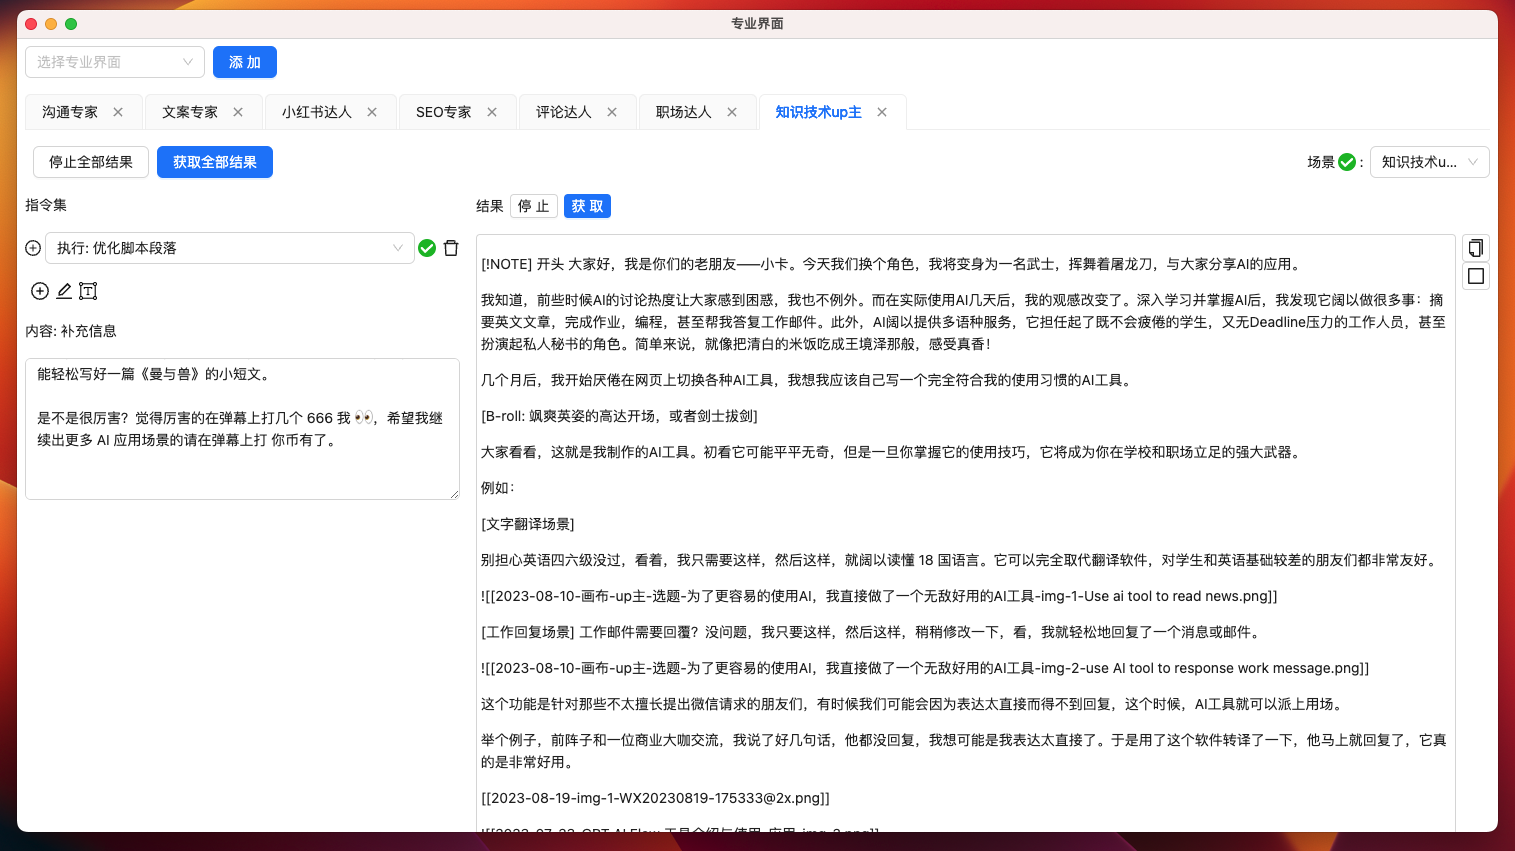 专业界面
选择专业界面
添 加
沟通专家
文案专家
小红书达人
SEO专家
评论达人
职场达人
知识技术up主
停止全部结果
获取全部结果
场景 :
知识技术u...
指令集
结果
停 止
获 取
执行: 优化脚本段落
内容: 补充信息
能轻松写好一篇《曼与兽》的小短文。
是不是很厉害？觉得厉害的在弹幕上打几个 666 我 👀，希望我继
续出更多 AI 应用场景的请在弹幕上打 你币有了。
[!NOTE] 开头 大家好，我是你们的老朋友——小卡。今天我们换个角色，我将变身为一名武士，挥舞着屠龙刀，与大家分享AI的应用。
我知道，前些时候AI的讨论热度让大家感到困惑，我也不例外。而在实际使用AI几天后，我的观感改变了。深入学习并掌握AI后，我发现它阔以做很多事：摘
要英文文章，完成作业，编程，甚至帮我答复工作邮件。此外，AI阔以提供多语种服务，它担任起了既不会疲倦的学生，又无Deadline压力的工作人员，甚至
扮演起私人秘书的角色。简单来说，就像把清白的米饭吃成王境泽那般，感受真香！
几个月后，我开始厌倦在网页上切换各种AI工具，我想我应该自己写一个完全符合我的使用习惯的AI工具。
[B-roll: 飒爽英姿的高达开场，或者剑士拔剑]
大家看看，这就是我制作的AI工具。初看它可能平平无奇，但是一旦你掌握它的使用技巧，它将成为你在学校和职场立足的强大武器。
例如：
[文字翻译场景]
别担心英语四六级没过，看着，我只需要这样，然后这样，就阔以读懂 18 国语言。它可以完全取代翻译软件，对学生和英语基础较差的朋友们都非常友好。
![[2023-08-10-画布-up主-选题-为了更容易的使用AI，我直接做了一个无敌好用的AI工具-img-1-Use ai tool to read news.png]]
[工作回复场景] 工作邮件需要回覆？没问题，我只要这样，然后这样，稍稍修改一下，看，我就轻松地回复了一个消息或邮件。
![[2023-08-10-画布-up主-选题-为了更容易的使用AI，我直接做了一个无敌好用的AI工具-img-2-use AI tool to response work message.png]]
这个功能是针对那些不太擅长提出微信请求的朋友们，有时候我们可能会因为表达太直接而得不到回复，这个时候，AI工具就可以派上用场。
举个例子，前阵子和一位商业大咖交流，我说了好几句话，他都没回复，我想可能是我表达太直接了。于是用了这个软件转译了一下，他马上就回复了，它真
的是非常好用。
[[2023-08-19-img-1-WX20230819-175333@2x.png]]
![[2023-07-23-GPT AI Flow 工具介绍与使用-应用-img-2.png]]